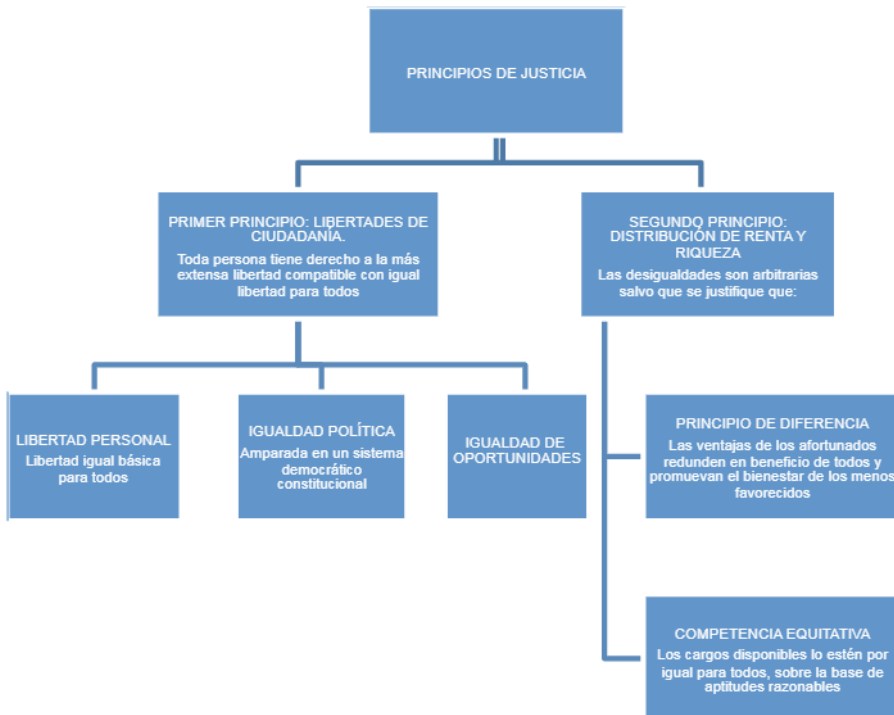 PRINCIPIOS DE JUSTICIA
PRIMER PRINCIPIO: LIBERTADES DE
CIUDADANÍA.
Toda persona tiene derecho a la más
extensa libertad compatible con igual
libertad para todos
SEGUNDO PRINCIPIO:
DISTRIBUCIÓN DE RENTA Y
RIQUEZA
Las desigualdades son arbitrarias
salvo que se justifique que:
LIBERTAD PERSONAL
Libertad igual básica
para todos
IGUALDAD POLÍTICA
Amparada en un sistema
democrático
constitucional
IGUALDAD DE
OPORTUNIDADES
PRINCIPIO DE DIFERENCIA
Las ventajas de los afortunados
redunden en beneficio de todos y
promuevan el bienestar de los menos
favorecidos
COMPETENCIA EQUITATIVA
Los cargos disponibles lo estén por
igual para todos, sobre la base de
aptitudes razonables